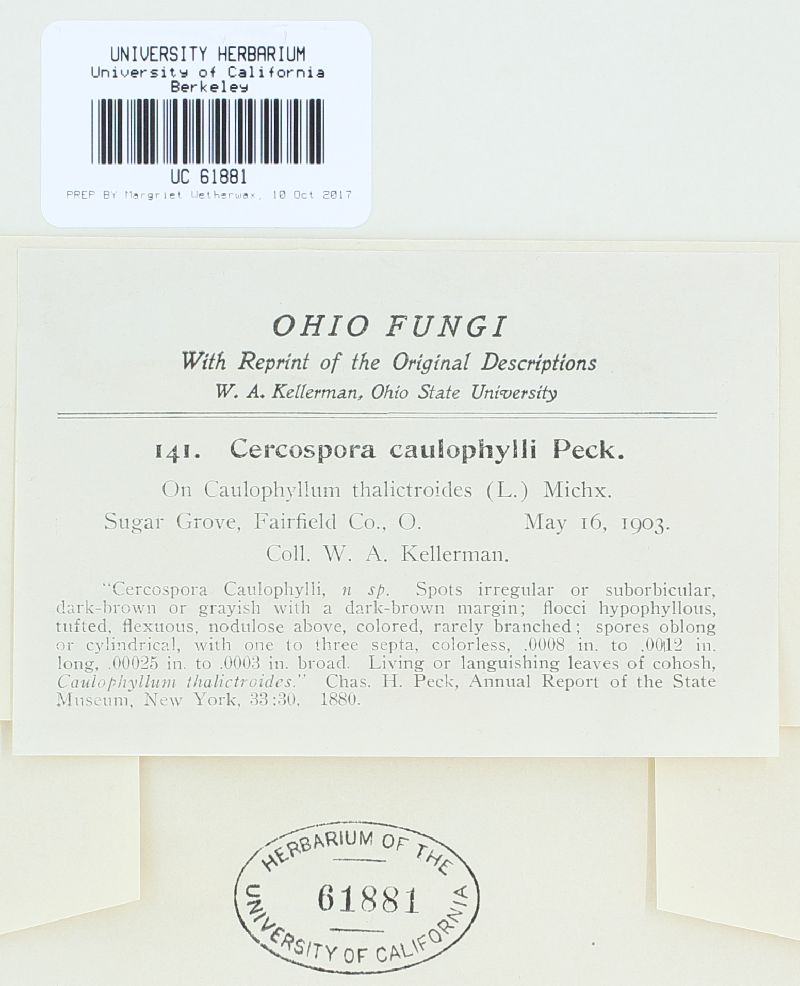 UNIVERSITY HERBARIUM
University of California
Berkeley
UC 61881
PREP BY Margriet Wetherwax, 10 Oct 2017
OHIO FUNGI
With Reprint of the Original Descriptions
W. A. Kellerman, Ohio State University
141. Cercospora caulophylli Peck.
On Caulophyllum thalictroides (L.) Michx.
Sugar Grove, Fairfield Co., O. May 16, 1903.
Coll. W. A. Kellerman.
"Cercospora Caulophylli, n sp. Spots irregular or suborbicular,
dark-brown or grayish with a dark-brown margin; flocci hypophyllous,
tufted, flexuous, nodulose above, colored, rarely branched; spores oblong
or cylindrical, with one to three septa, colorless, .0008 in. to .0012 in.
long, .00025 in. to .0003 in. broad. Living or languishing leaves of cohosh,
Caulophyllum thalictroides." Chas. H. Peck, Annual Report of the State
Museum, New York, 33:30. 1880.
HERBARIUM OF THE
61881
UNIVERSITY OF CALIFORNIA